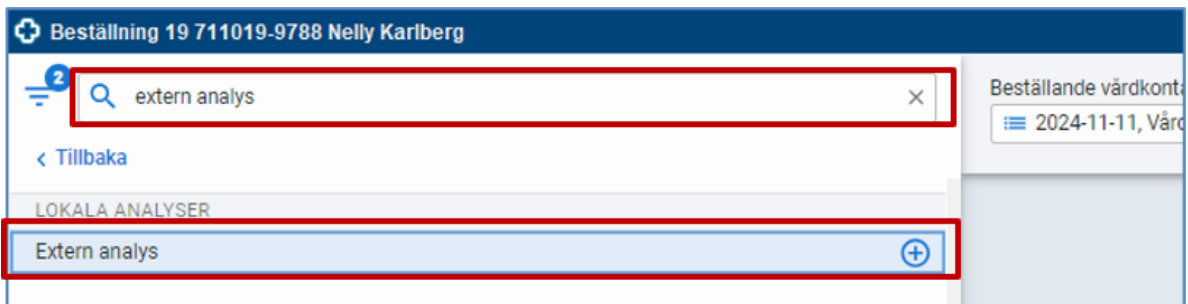 Beställning 19 711019-9788 Nelly Karlberg
2
extern analys
Beställande vårdkonta
2024-11-11, Vård
< Tillbaka
LOKALA ANALYSER
Extern analys